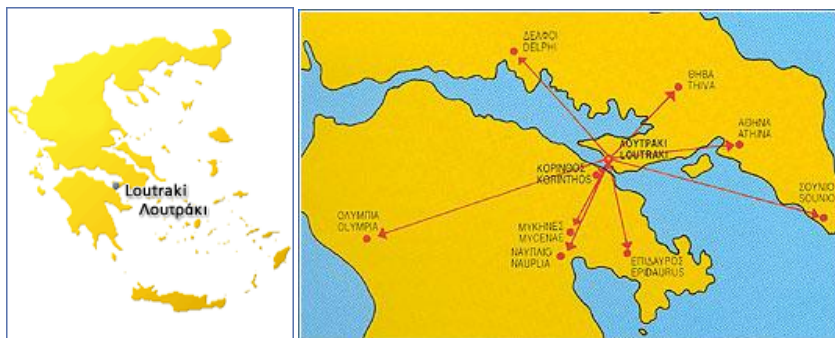 Loutraki
Λουτράκι
ΔΕΛΦΟΙ
DELPHI
ΘΗΒΑ
THIVA
ΑΘΗΝΑ
ATHINA
ΛΟΥΤΡΑΚΙ
LOUTRAKI
ΚΟΡΙΝΘΟΣ
KORINTHOS
ΣΟΥΝΙΟ
SOUNIO
ΟΛΥΜΠΙΑ
OLYMPIA
ΜΥΚΗΝΕΣ
MYCENAE
ΝΑΥΠΛΙΟ
NAUPLIA
ΕΠΙΔΑΥΡΟΣ
EPIDAURUS